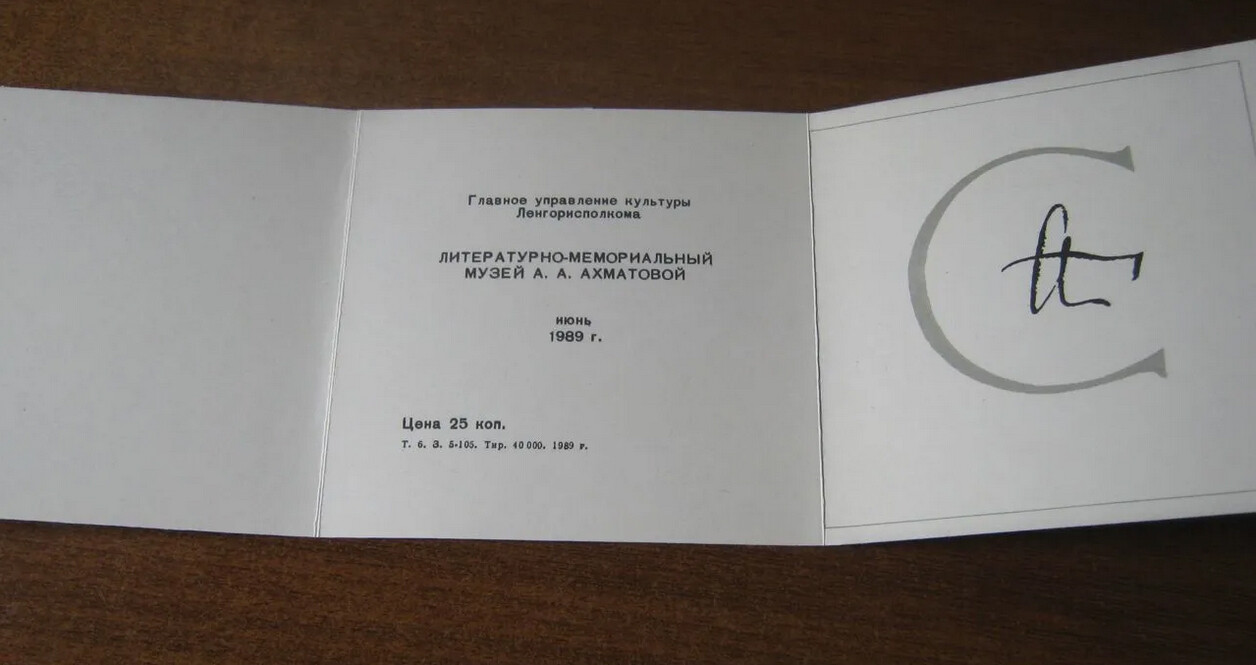 Главное управление культуры
Ленгорисполкома
ЛИТЕРАТУРНО-МЕМОРИАЛЬНЫЙ
МУЗЕЙ А. А. АХМАТОВОЙ
июнь
1989 г.
Цена 25 коп.
Т. 6. З. 5-105. Тир. 40 000. 1989 г.
С